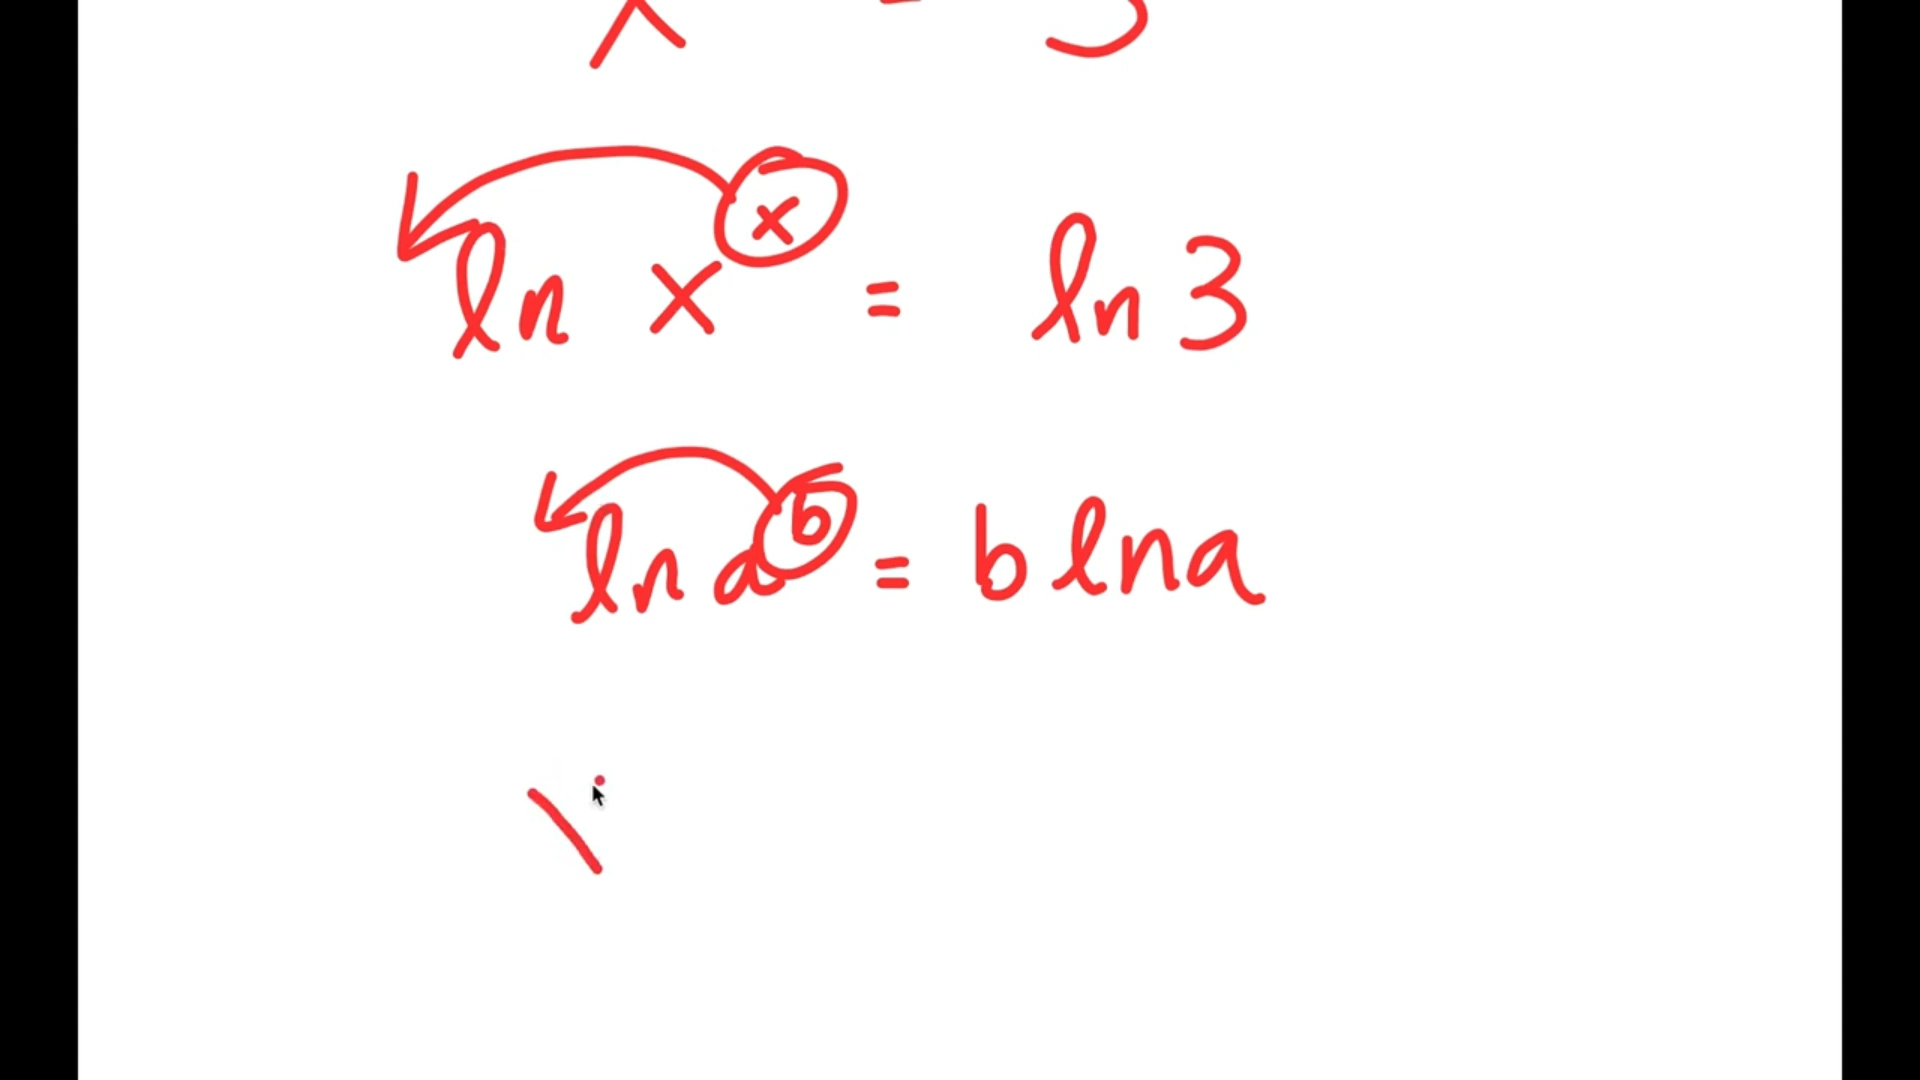 ln x^x = ln 3
ln a^b = b ln a